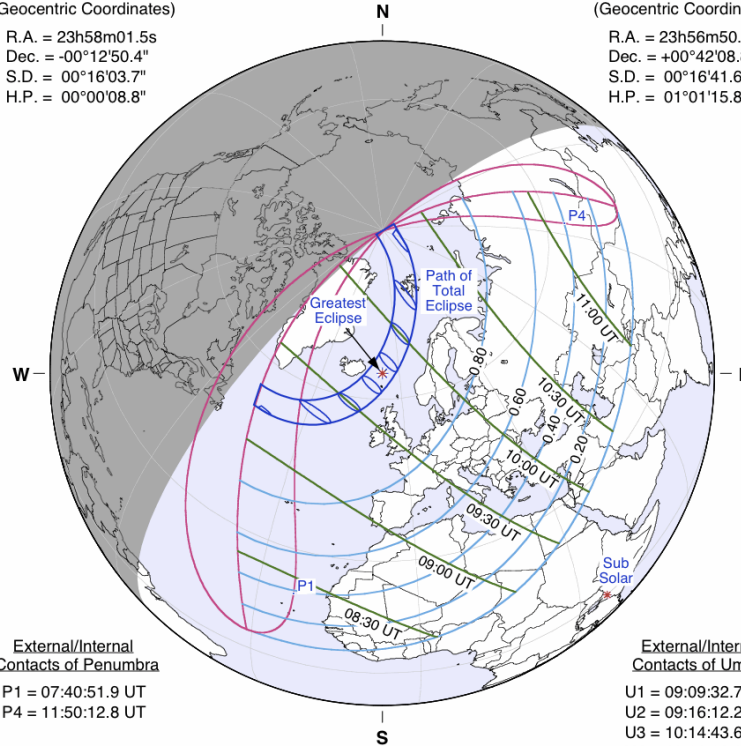 Geocentric Coordinates)
R.A. = 23h58m01.5s
Dec. = -00°12'50.4"
S.D. = 00°16'03.7"
H.P. = 00°00'08.8"
N
(Geocentric Coordin
R.A. = 23h56m50.
Dec. = +00°42'08.
S.D. = 00°16'41.6
H.P. = 01°01'15.8
P4
Path of
Total
Eclipse
Greatest
Eclipse
11:00 UT
W
0.80
0.60
0.40
0.20
10:30 UT
10:00 UT
09:30 UT
09:00 UT
08:30 UT
P1
Sub
Solar
External/Internal
Contacts of Penumbra
P1 = 07:40:51.9 UT
P4 = 11:50:12.8 UT
S
External/Intern
Contacts of Um
U1 = 09:09:32.7
U2 = 09:16:12.2
U3 = 10:14:43.6